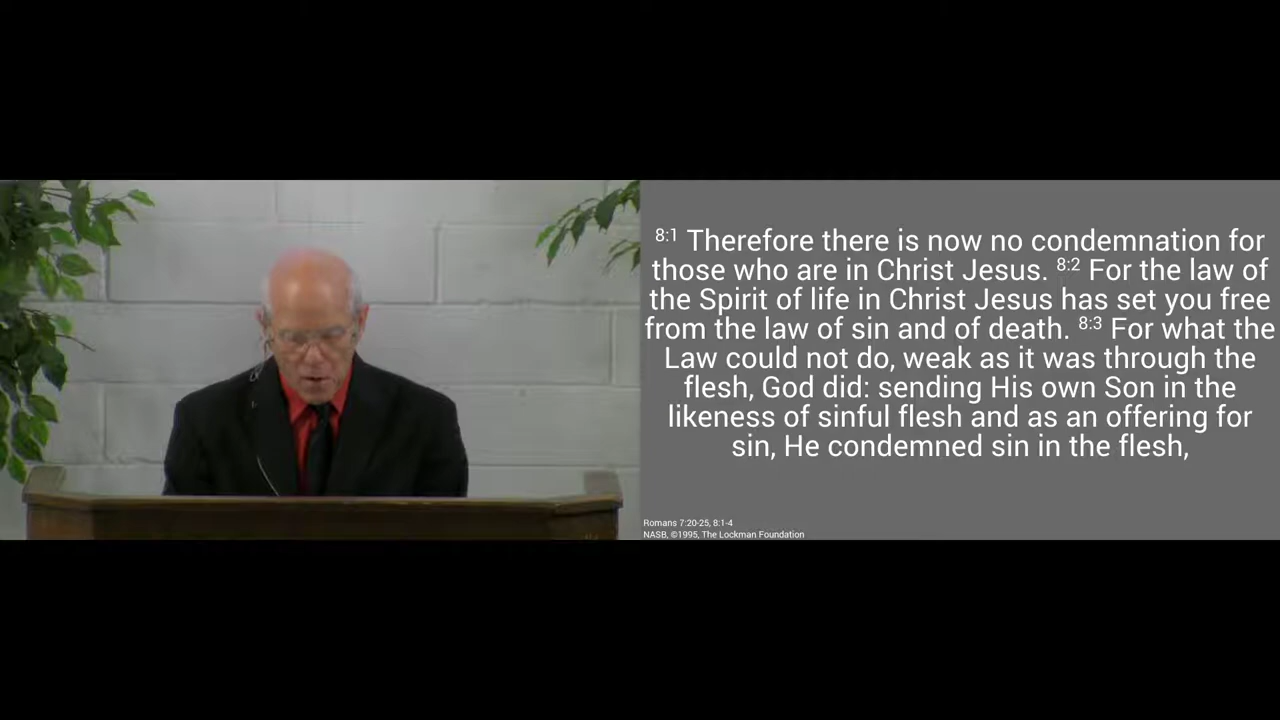 8:1 Therefore there is now no condemnation for
those who are in Christ Jesus. 8:2 For the law of
the Spirit of life in Christ Jesus has set you free
from the law of sin and of death. 8:3 For what the
Law could not do, weak as it was through the
flesh, God did: sending His own Son in the
likeness of sinful flesh and as an offering for
sin, He condemned sin in the flesh,
Romans 7:20-25, 8:1-4
NASB, ©1995, The Lockman Foundation